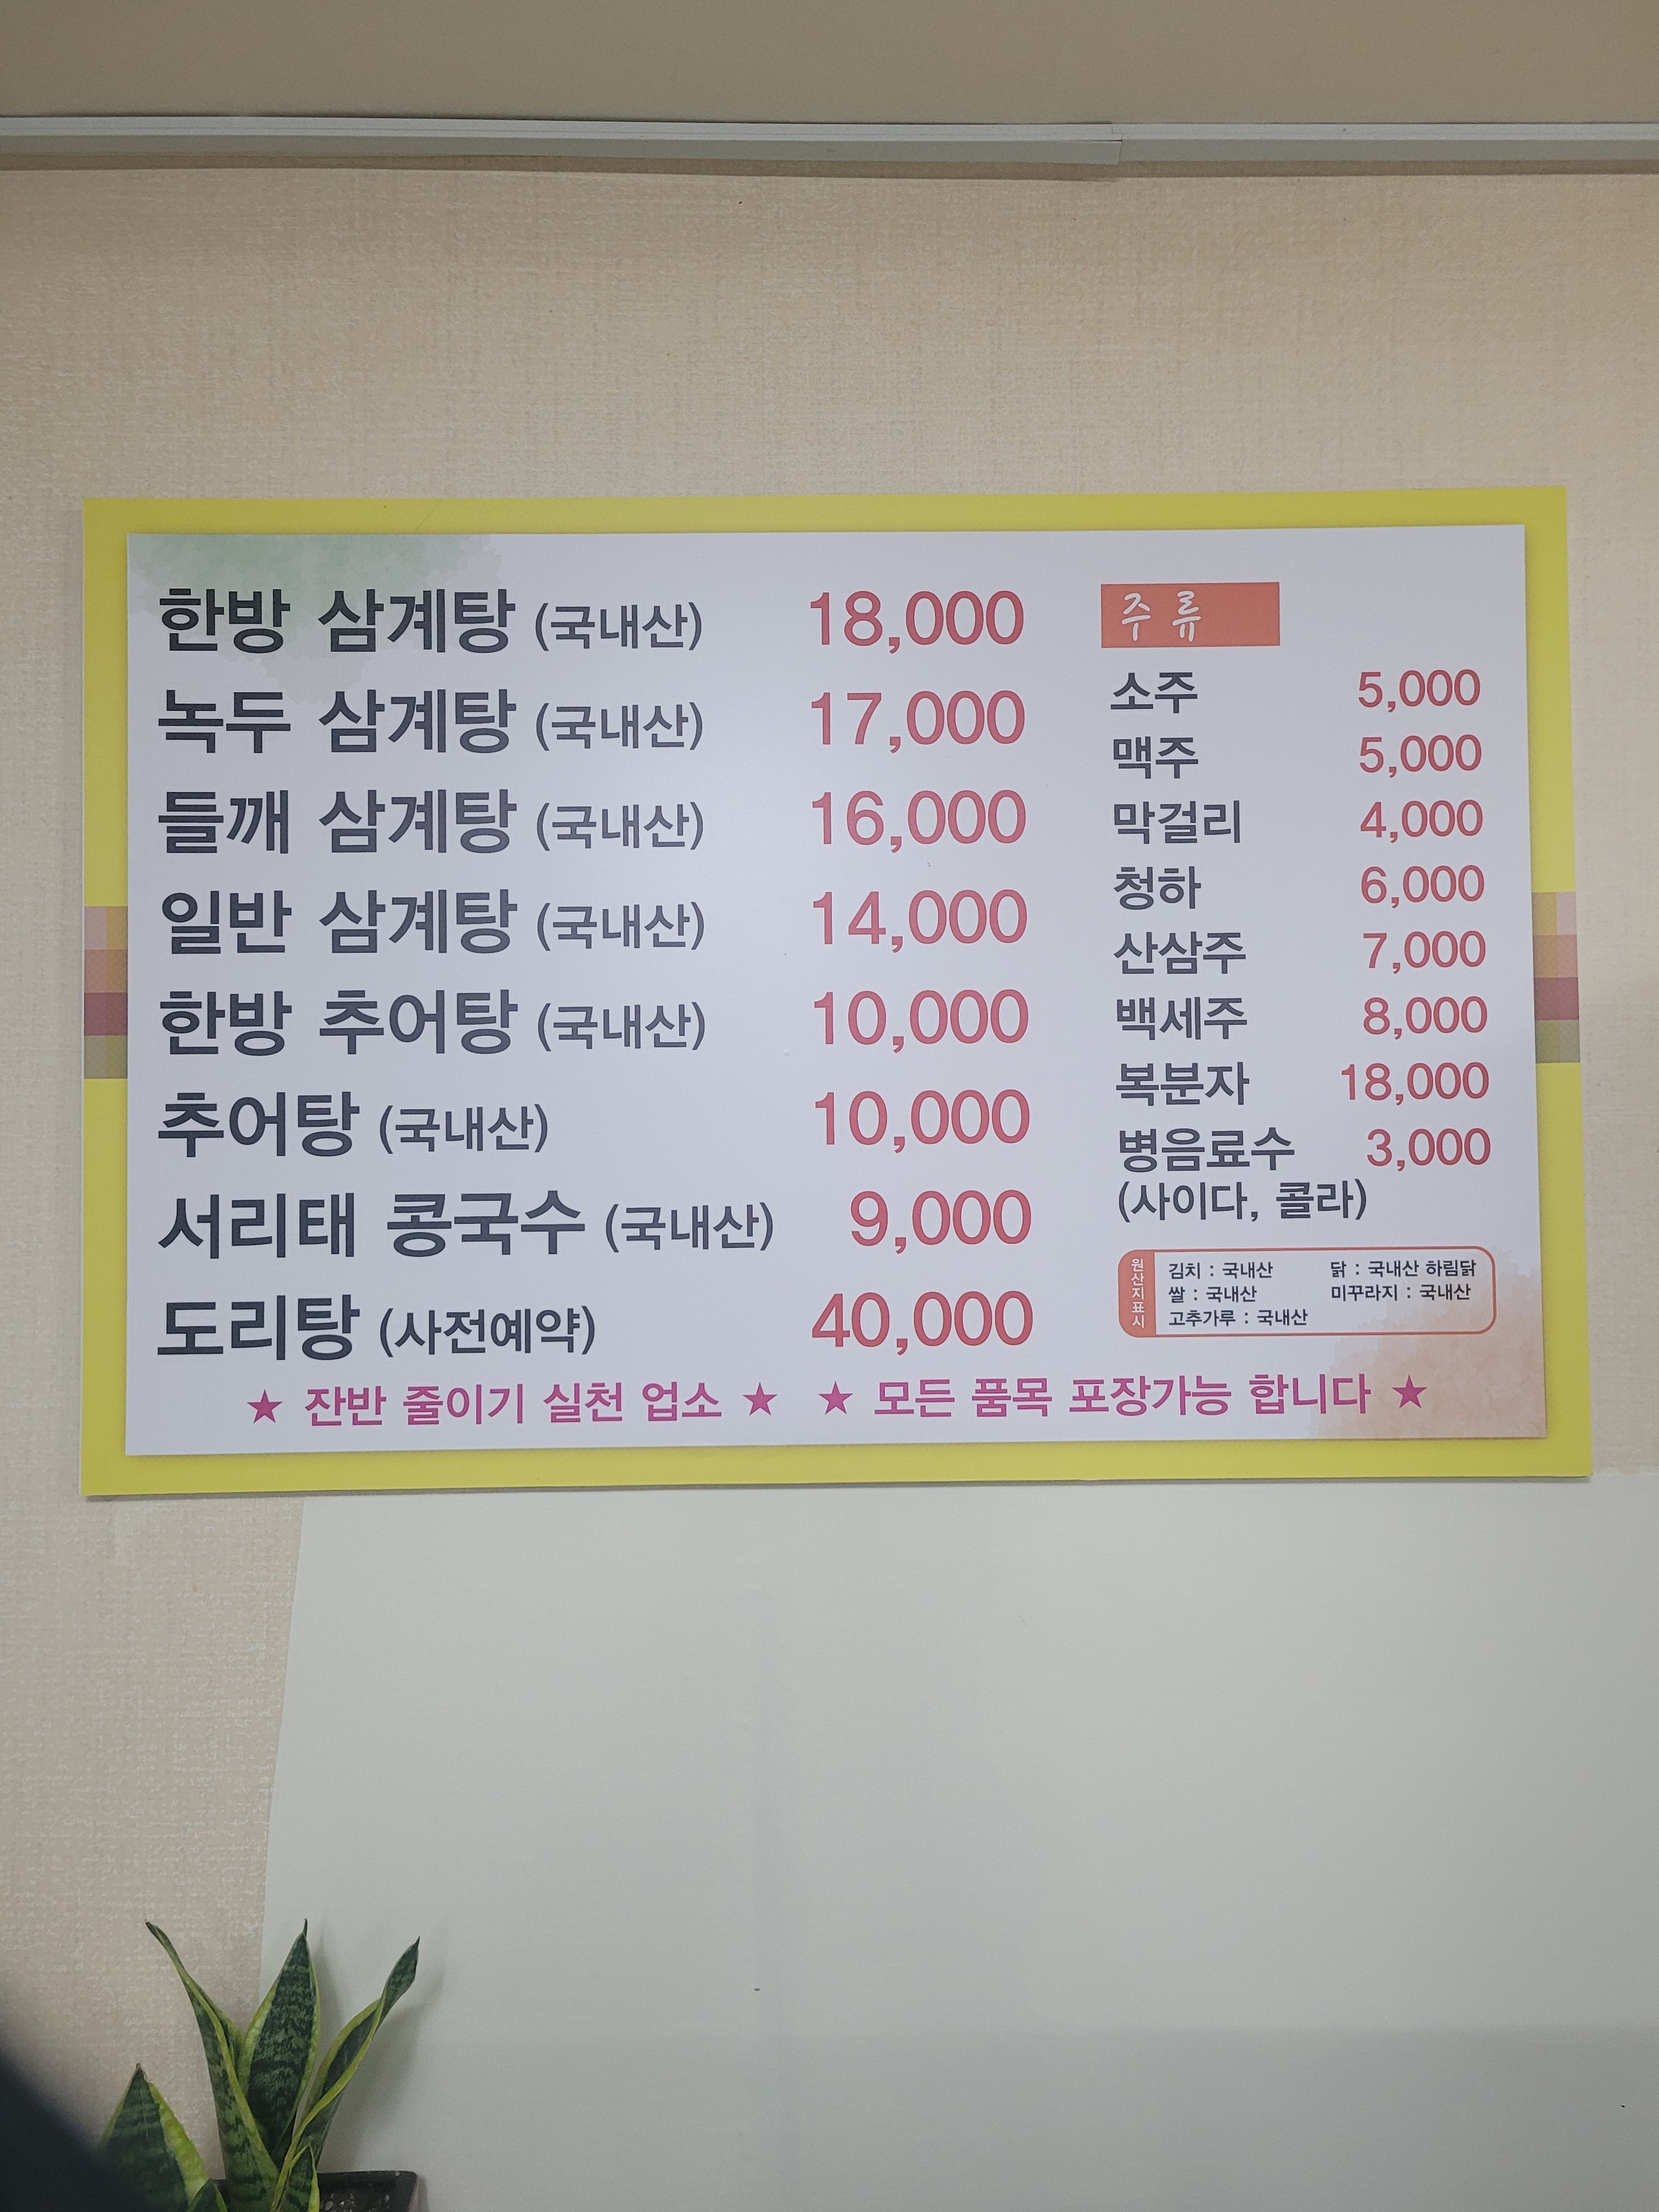 한방 삼계탕 (국내산) 18,000
녹두 삼계탕 (국내산) 17,000
들깨 삼계탕 (국내산) 16,000
일반 삼계탕 (국내산) 14,000
한방 추어탕 (국내산) 10,000
추어탕 (국내산) 10,000
서리태 콩국수 (국내산) 9,000
도리탕 (사전예약) 40,000
주류
소주 5,000
맥주 5,000
막걸리 4,000
청하 6,000
산삼주 7,000
백세주 8,000
복분자 18,000
병음료수 3,000
(사이다, 콜라)
원산지표시
김치 : 국내산 닭 : 국내산 하림닭
쌀 : 국내산 미꾸라지 : 국내산
고추가루 : 국내산
★ 잔반 줄이기 실천 업소 ★ ★ 모든 품목 포장가능 합니다 ★